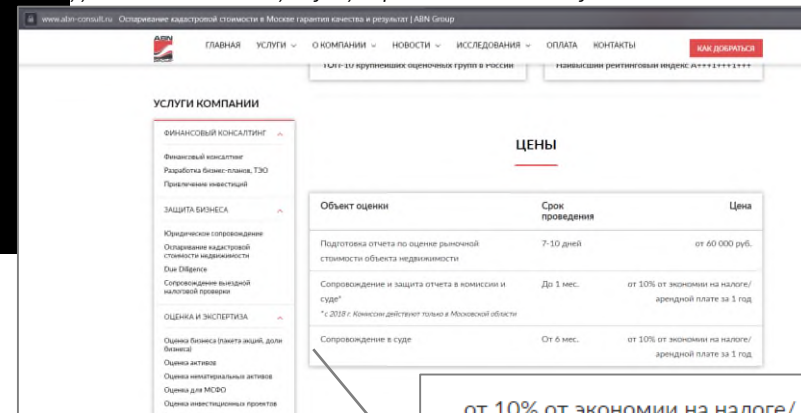 www.abn-consult.ru Оспаривание кадастровой стоимости в Москве гарантия качества и результат | ABN Group
ABN
ГЛАВНАЯ УСЛУГИ О КОМПАНИИ НОВОСТИ ИССЛЕДОВАНИЯ ОПЛАТА КОНТАКТЫ КАК ДОБРАТЬСЯ
ТОП-10 крупнейших оценочных групп в России
Наивысший рейтинговый индекс А+++1+++1+++
УСЛУГИ КОМПАНИИ
ФИНАНСОВЫЙ КОНСАЛТИНГ
Финансовый консалтинг
Разработка бизнес-планов, ТЭО
Привлечение инвестиций
ЗАЩИТА БИЗНЕСА
Юридическое сопровождение
Оспаривание кадастровой
стоимости недвижимости
Due Diligence
Сопровождение выездной
налоговой проверки
ОЦЕНКА И ЭКСПЕРТИЗА
Оценка бизнеса (пакета акций, доли
бизнеса)
Оценка активов
Оценка нематериальных активов
Оценка для МСФО
Оценка инвестиционных проектов
ЦЕНЫ
Объект оценки Срок Цена
проведения
Подготовка отчета по оценке рыночной 7-10 дней от 60 000 руб.
стоимости объекта недвижимости
Сопровождение и защита отчета в комиссии и До 1 мес. от 10% от экономии на налоге/
суде* арендной плате за 1 год
*с 2018 г. Комиссии действуют только в Московской области
Сопровождение в суде От 6 мес. от 10% от экономии на налоге/
арендной плате за 1 год
от 10% от экономии на налоге/